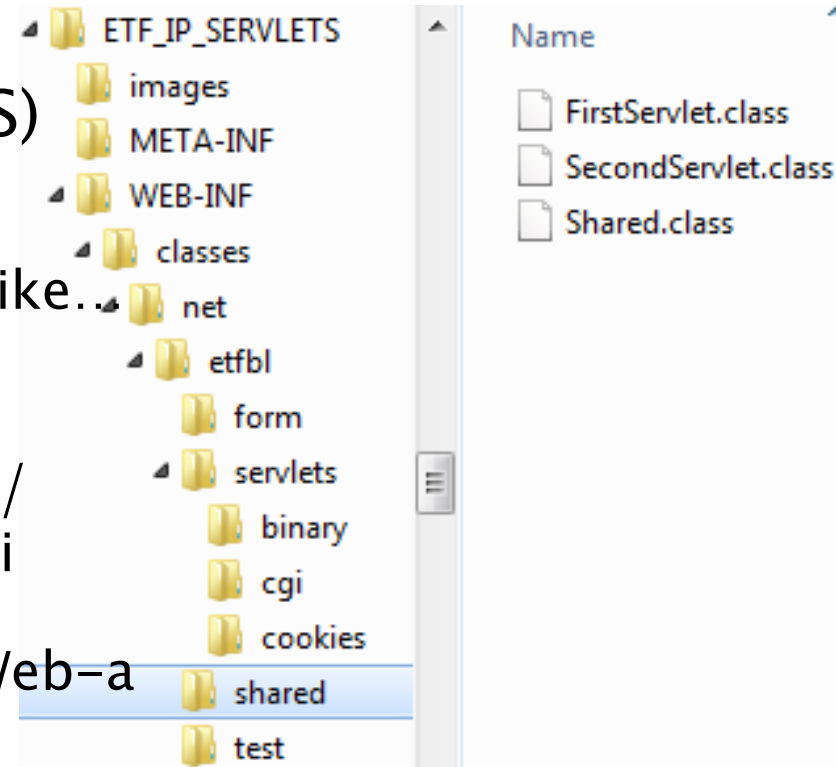 ETF_IP_SERVLETS
images
S)
META-INF
WEB-INF
classes
ike...
net
etfbl
form
/
servlets
binary
i
cgi
cookies
Web-a
shared
test
Name
FirstServlet.class
SecondServlet.class
Shared.class